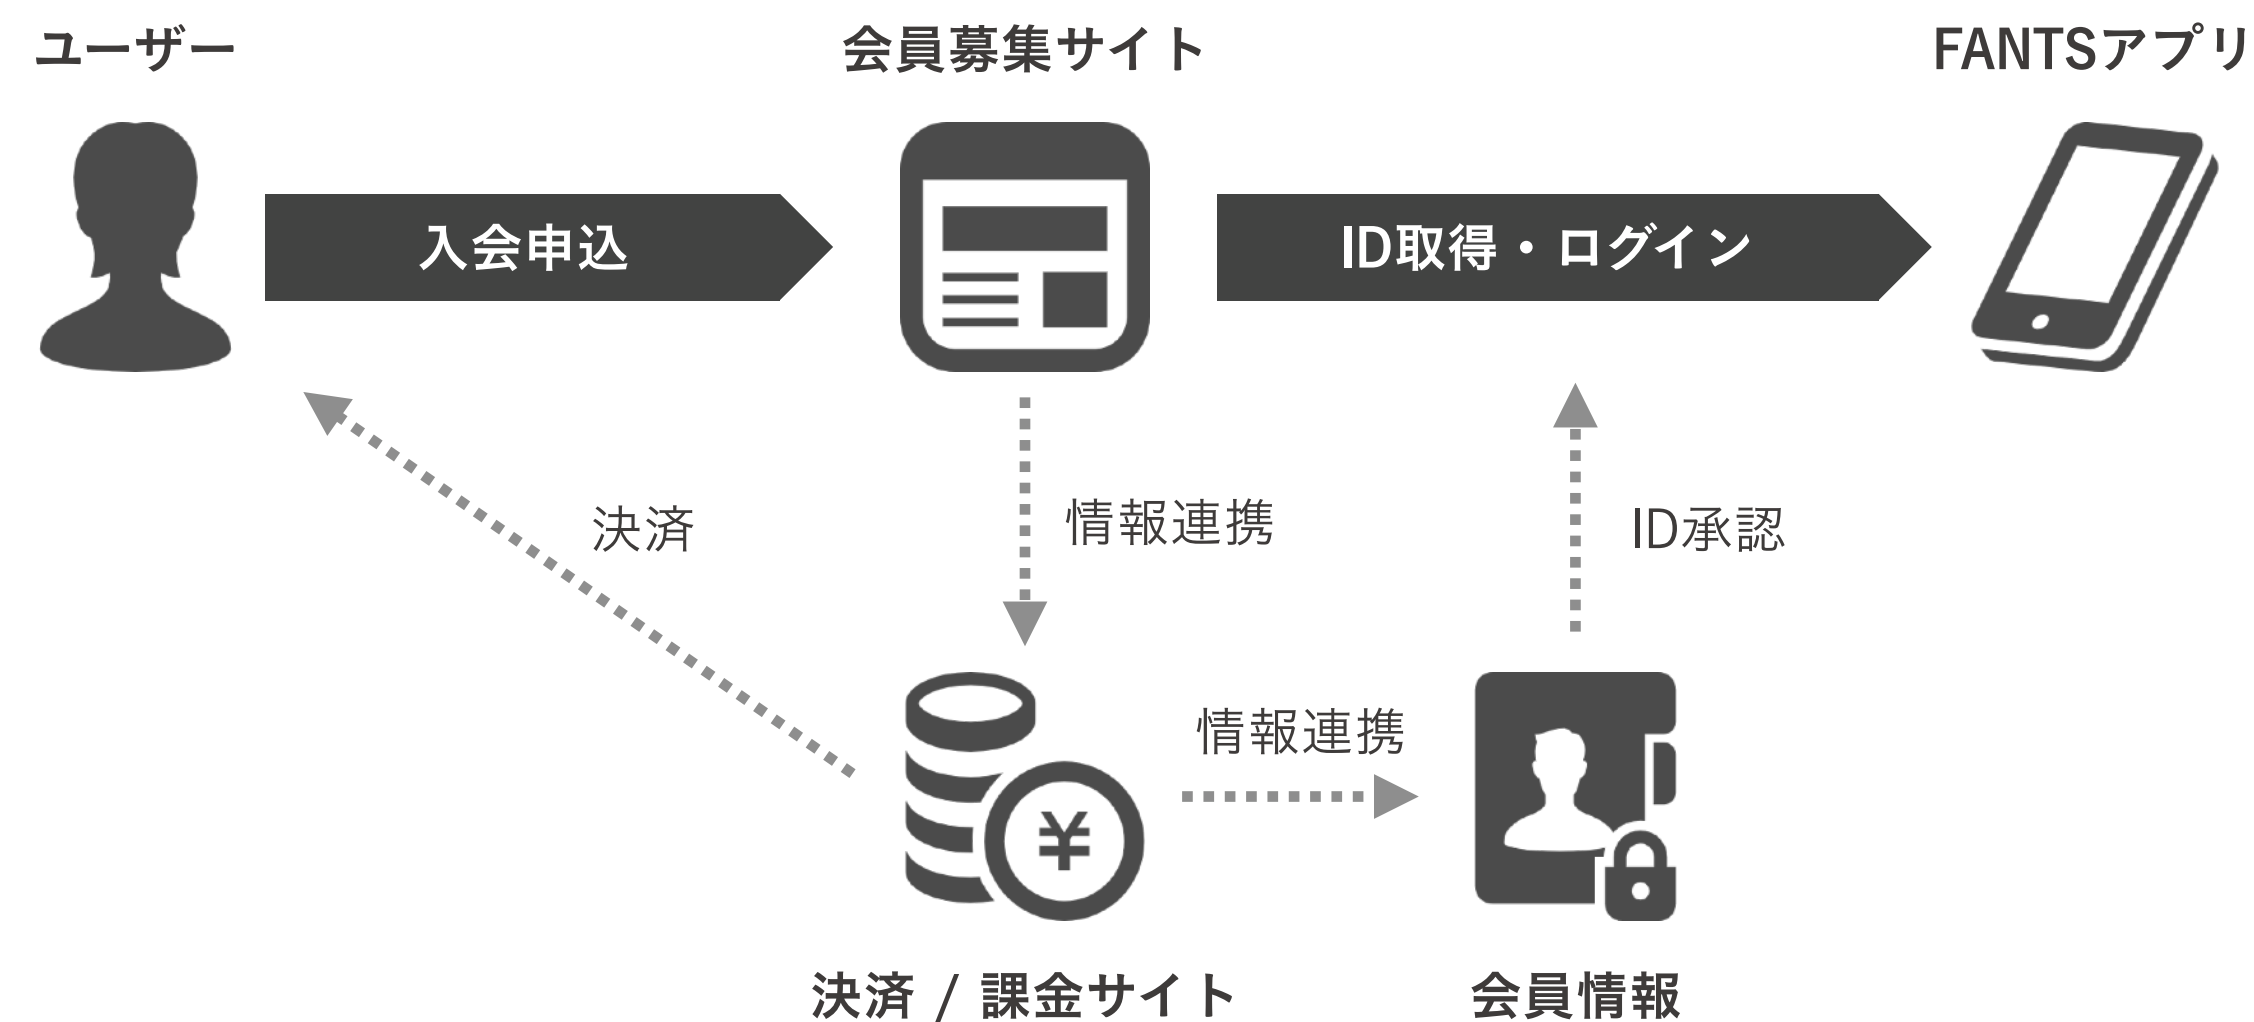 ユーザー
会員募集サイト
FANTSアプリ
入会申込
ID取得・ログイン
決済
情報連携
ID承認
情報連携
¥
決済 / 課金サイト
会員情報